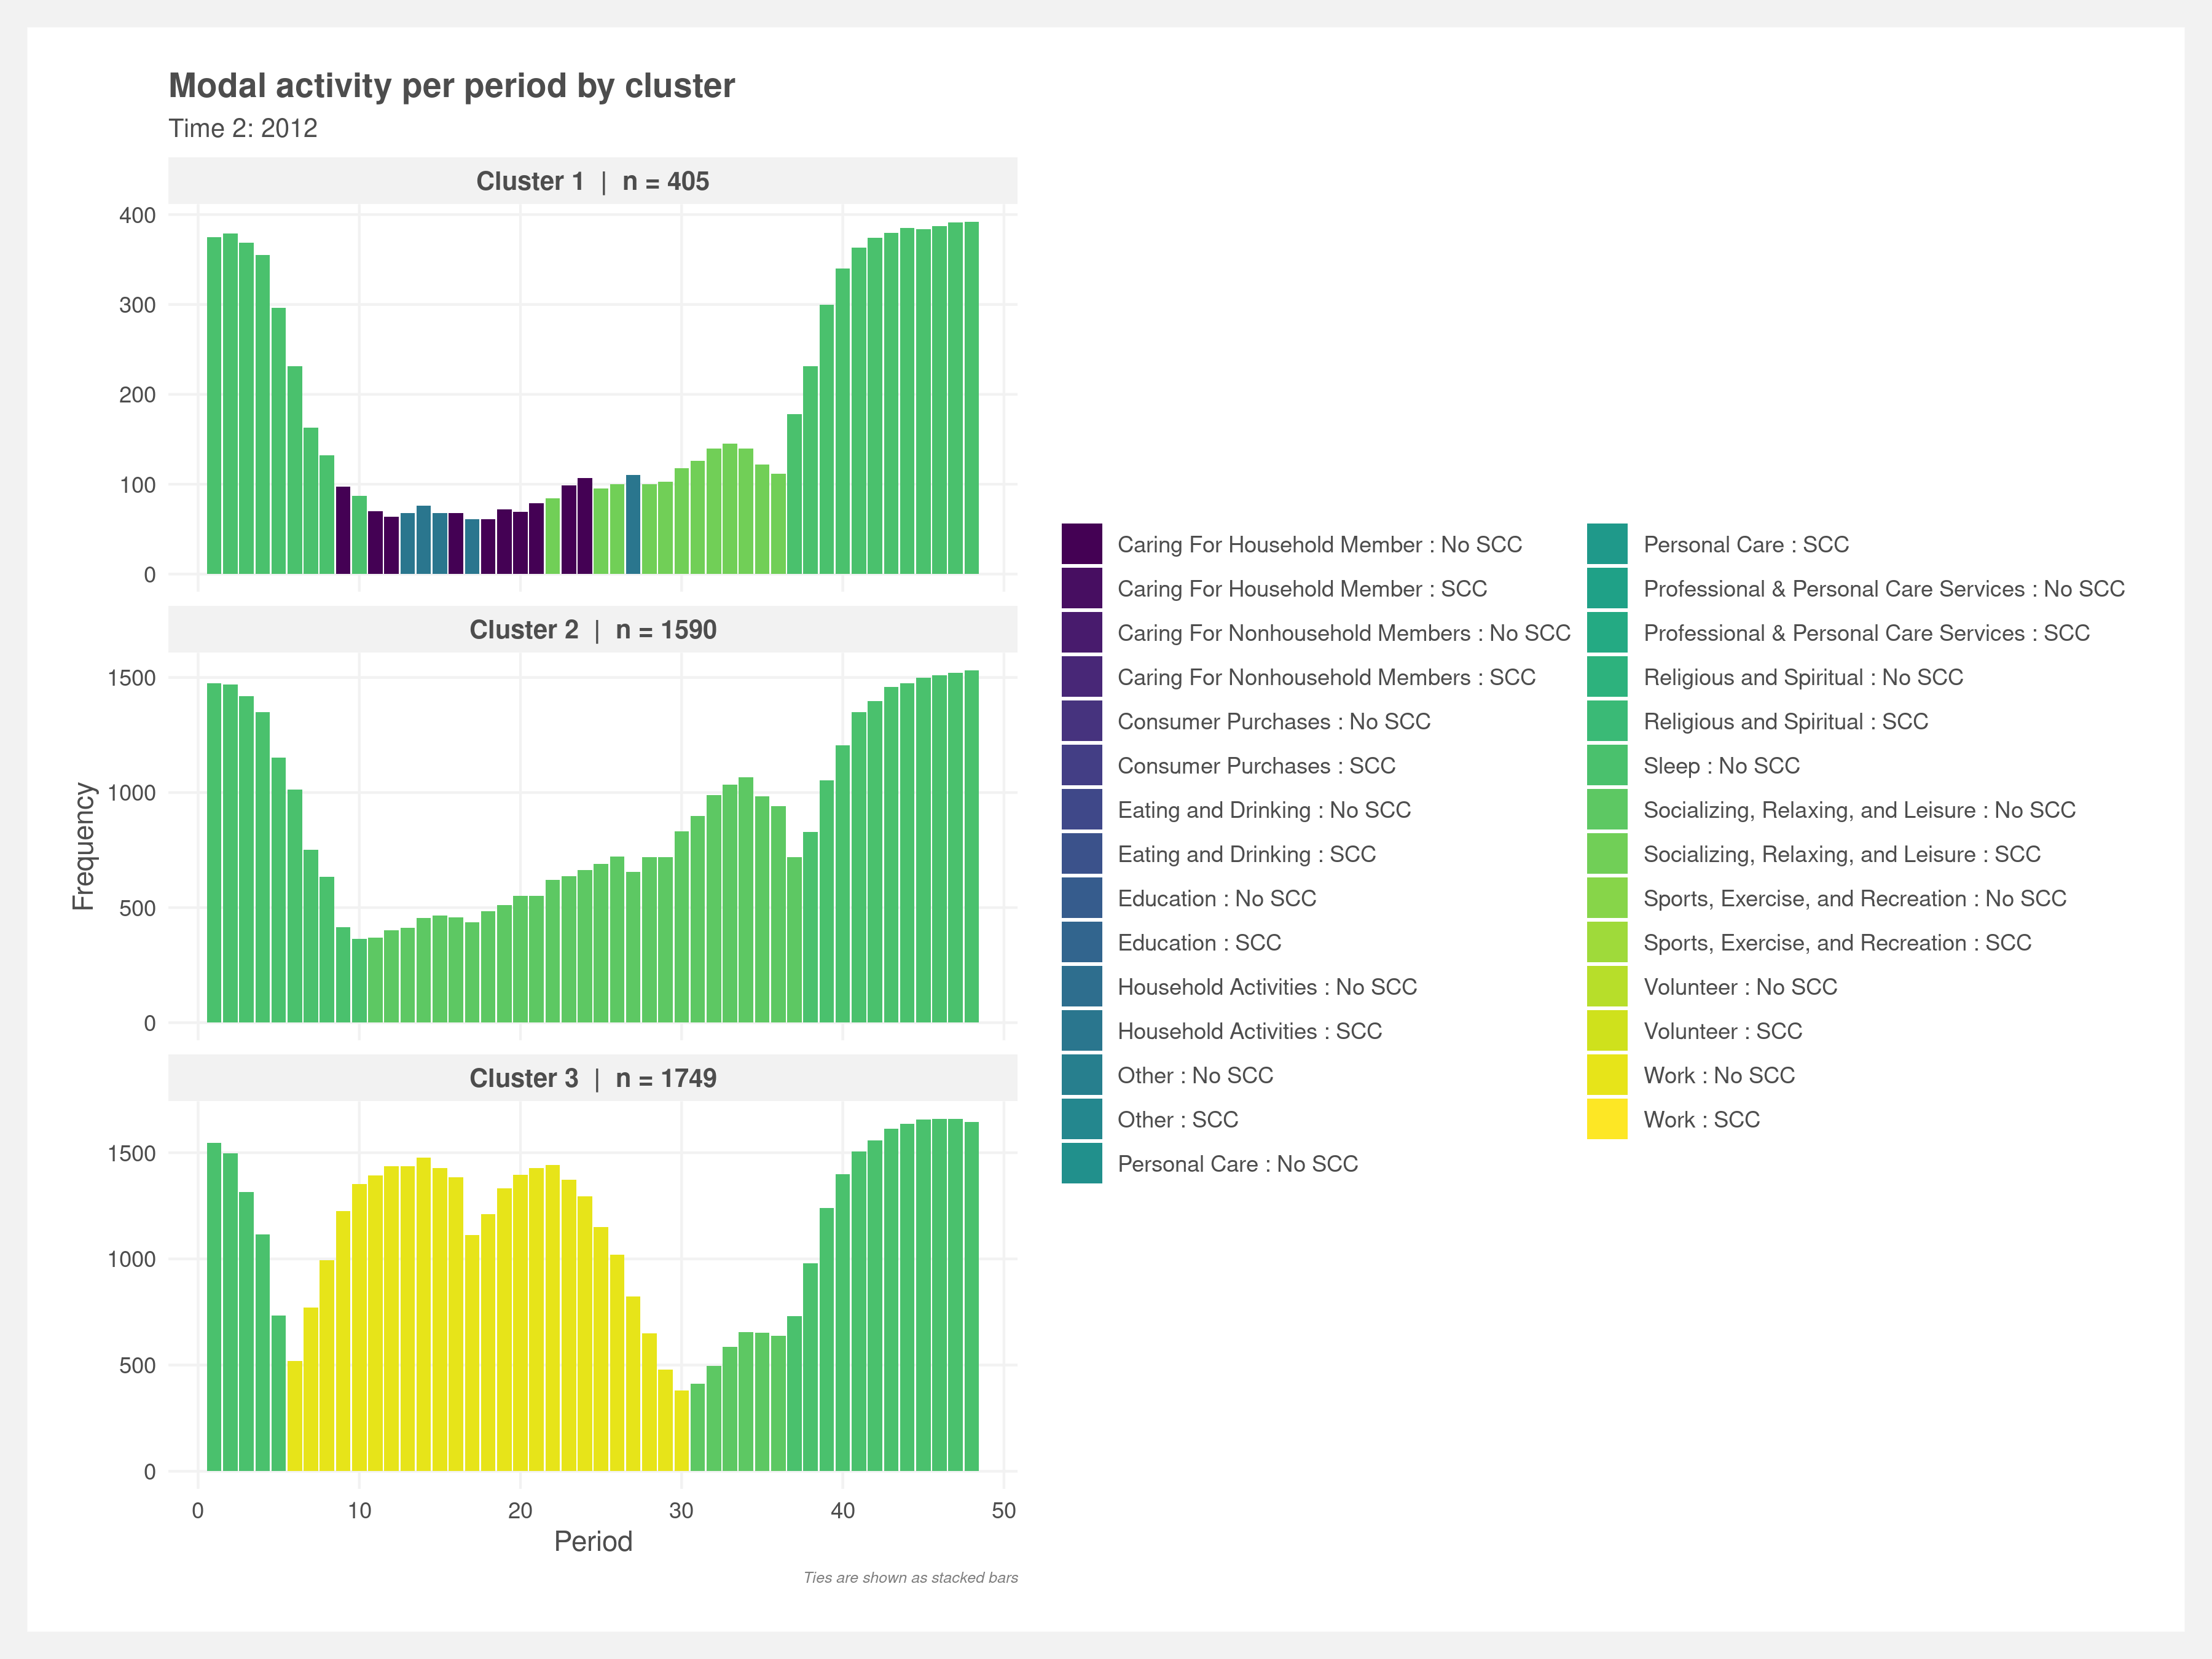 Modal activity per period by cluster
Time 2: 2012
Cluster 1 | n = 405
400
300
200
100
0
Cluster 2 | n = 1590
1500
1000
500
0
Cluster 3 | n = 1749
1500
1000
500
0
0 10 20 30 40 50
Frequency
Period
Ties are shown as stacked bars
Caring For Household Member : No SCC
Caring For Household Member : SCC
Caring For Nonhousehold Members : No SCC
Caring For Nonhousehold Members : SCC
Consumer Purchases : No SCC
Consumer Purchases : SCC
Eating and Drinking : No SCC
Eating and Drinking : SCC
Education : No SCC
Education : SCC
Household Activities : No SCC
Household Activities : SCC
Other : No SCC
Other : SCC
Personal Care : No SCC
Personal Care : SCC
Professional & Personal Care Services : No SCC
Professional & Personal Care Services : SCC
Religious and Spiritual : No SCC
Religious and Spiritual : SCC
Sleep : No SCC
Socializing, Relaxing, and Leisure : No SCC
Socializing, Relaxing, and Leisure : SCC
Sports, Exercise, and Recreation : No SCC
Sports, Exercise, and Recreation : SCC
Volunteer : No SCC
Volunteer : SCC
Work : No SCC
Work : SCC